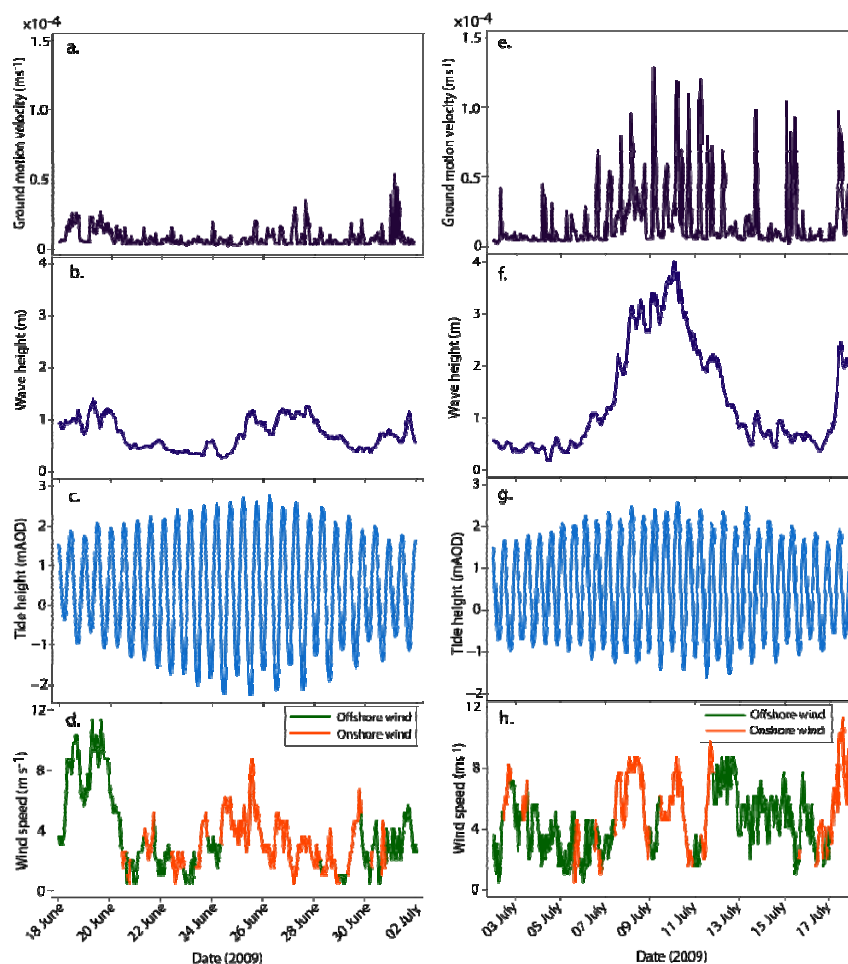 x10-4
a.
1.5
1.0
0.5
0
Ground motion velocity (ms-1)
b.
4
3
2
1
0
Wave height (m)
c.
3
2
1
0
-1
-2
Tide height (mAOD)
d.
12
8
4
0
Wind speed (m s-1)
Offshore wind
Onshore wind
18 June
20 June
22 June
24 June
26 June
28 June
30 June
02 July
Date (2009)
x10-4
e.
1.5
1.0
0.5
0
Ground motion velocity (ms-1)
f.
4
3
2
1
0
Wave height (m)
g.
3
2
1
0
-1
-2
Tide height (mAOD)
h.
12
8
4
0
Wind speed (ms-1)
Offshore wind
Onshore wind
03 July
05 July
07 July
09 July
11 July
13 July
15 July
17 July
Date (2009)